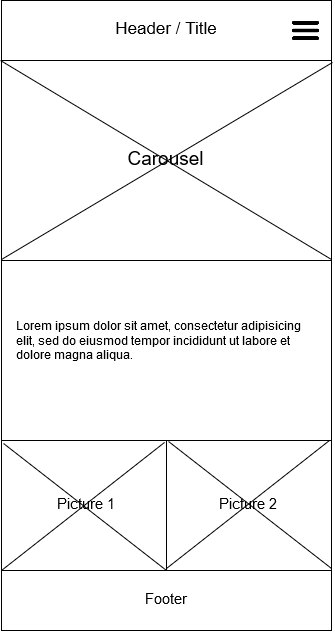 Header / Title
Carousel
Lorem ipsum dolor sit amet, consectetur adipisicing
elit, sed do eiusmod tempor incididunt ut labore et
dolore magna aliqua.
Picture 1
Picture 2
Footer